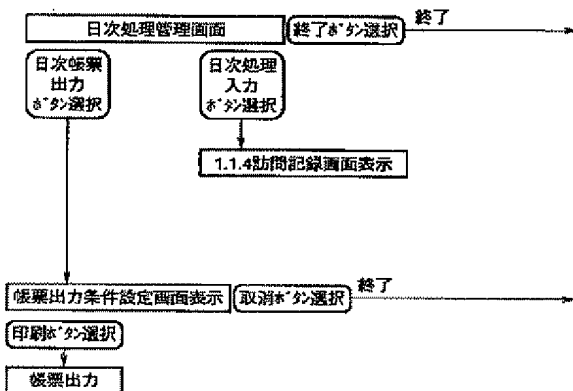 日次処理管理画面
終了ボタン選択
終了
日次帳票
出力
ボタン選択
日次処理
入力
ボタン選択
1.1.4訪問記録画面表示
帳票出力条件設定画面表示
取消ボタン選択
終了
印刷ボタン選択
帳票出力